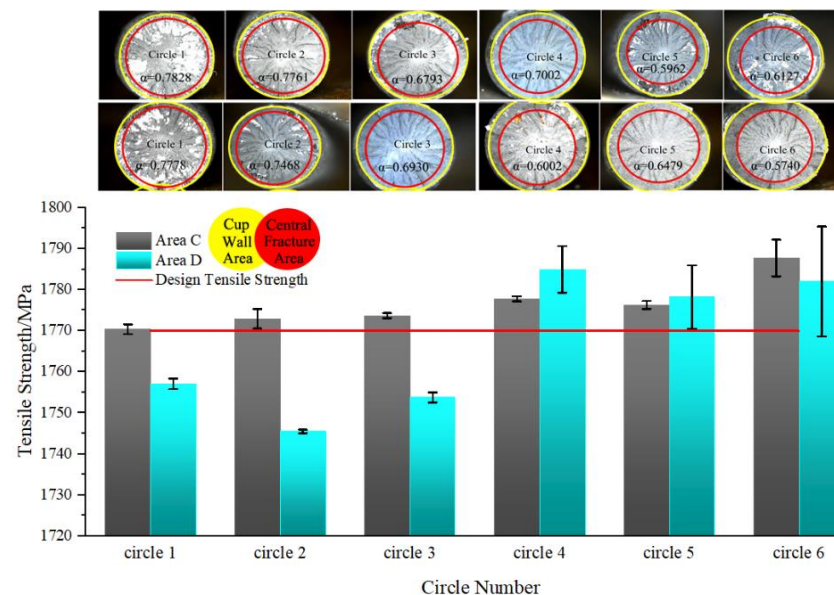 Circle 1
α=0.7828
Circle 2
α=0.7761
Circle 3
α=0.6793
Circle 4
α=0.7002
Circle 5
α=0.5962
Circle 6
α=0.6127
Circle 1
α=0.7778
Circle 2
α=0.7468
Circle 3
α=0.6930
Circle 4
α=0.6002
Circle 5
α=0.6479
Circle 6
α=0.5740
Tensile Strength/MPa
1800
1790
1780
1770
1760
1750
1740
1730
1720
Area C
Area D
Design Tensile Strength
Cup
Wall
Area
Central
Fracture
Area
circle 1
circle 2
circle 3
circle 4
circle 5
circle 6
Circle Number